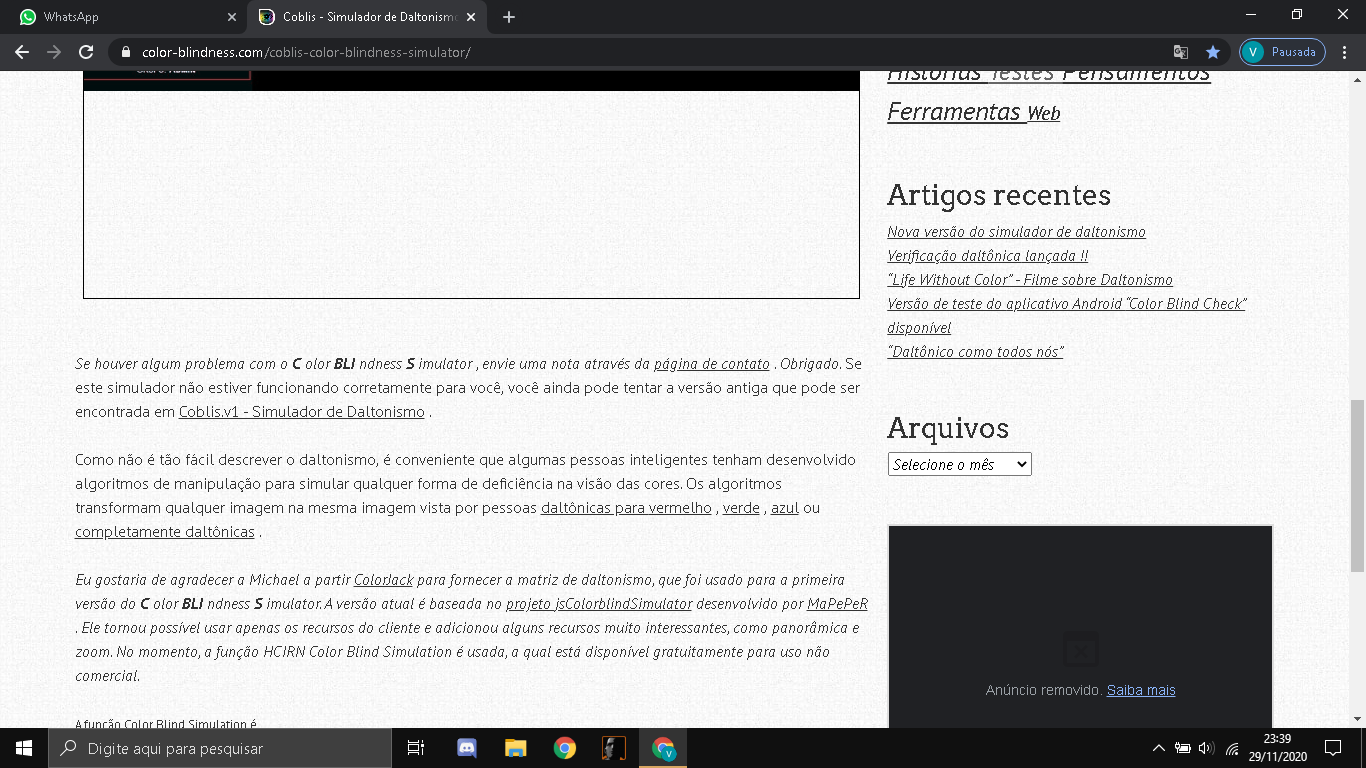 WhatsApp
Coblis - Simulador de Daltonismo
color-blindness.com/coblis-color-blindness-simulator/
V Pausada
Histórias Testes Pensamentos
Ferramentas Web
Artigos recentes
Nova versão do simulador de daltonismo
Verificação daltônica lançada !!
“Life Without Color” - Filme sobre Daltonismo
Versão de teste do aplicativo Android “Color Blind Check”
disponível
“Daltônico como todos nós”
Arquivos
Selecione o mês
Anúncio removido. Saiba mais
Se houver algum problema com o C olor BLI ndness S imulator , envie uma nota através da página de contato . Obrigado. Se
este simulador não estiver funcionando corretamente para você, você ainda pode tentar a versão antiga que pode ser
encontrada em Coblis.v1 - Simulador de Daltonismo .
Como não é tão fácil descrever o daltonismo, é conveniente que algumas pessoas inteligentes tenham desenvolvido
algoritmos de manipulação para simular qualquer forma de deficiência na visão das cores. Os algoritmos
transformam qualquer imagem na mesma imagem vista por pessoas daltônicas para vermelho , verde , azul ou
completamente daltônicas .
Eu gostaria de agradecer a Michael a partir ColorJack para fornecer a matriz de daltonismo, que foi usado para a primeira
versão do C olor BLI ndness S imulator. A versão atual é baseada no projeto jsColorblindSimulator desenvolvido por MaPePeR
. Ele tornou possível usar apenas os recursos do cliente e adicionou alguns recursos muito interessantes, como panorâmica e
zoom. No momento, a função HCIRN Color Blind Simulation é usada, a qual está disponível gratuitamente para uso não
comercial.
A função Color Blind Simulation é
Digite aqui para pesquisar
V
23:39
29/11/2020